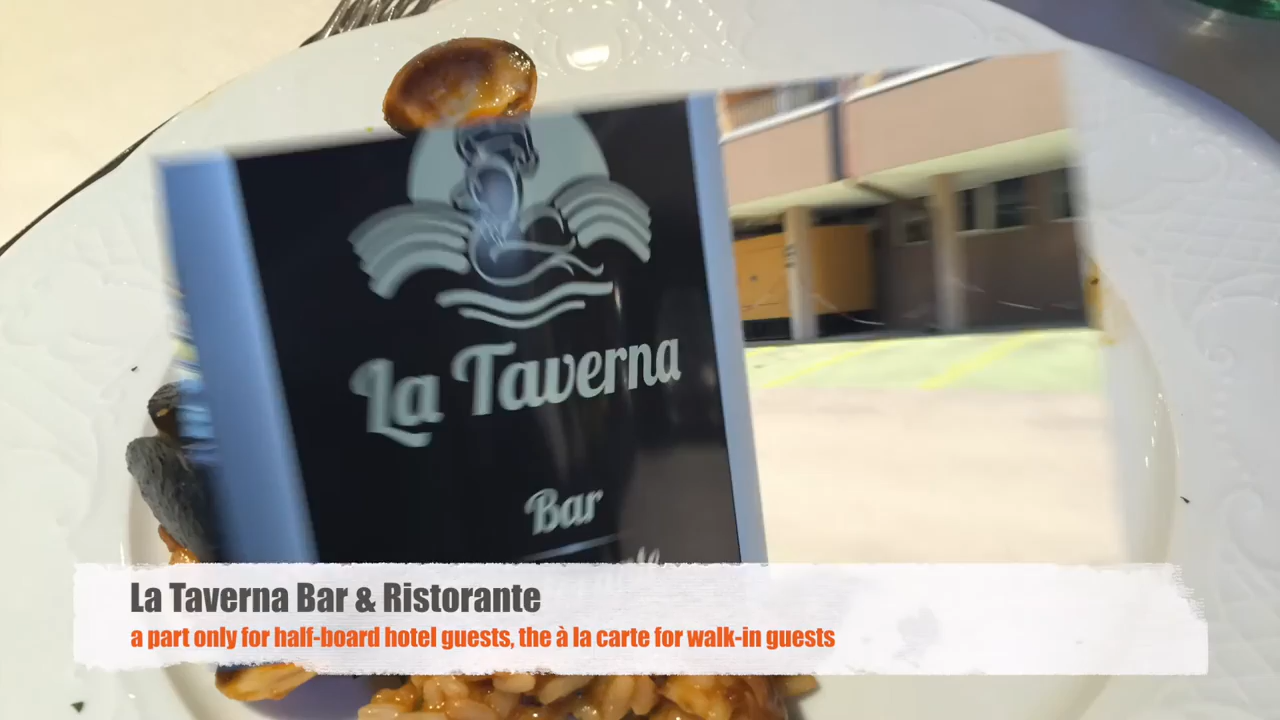 La Taverna
Bar
La Taverna Bar & Ristorante
a part only for half-board hotel guests, the à la carte for walk-in guests